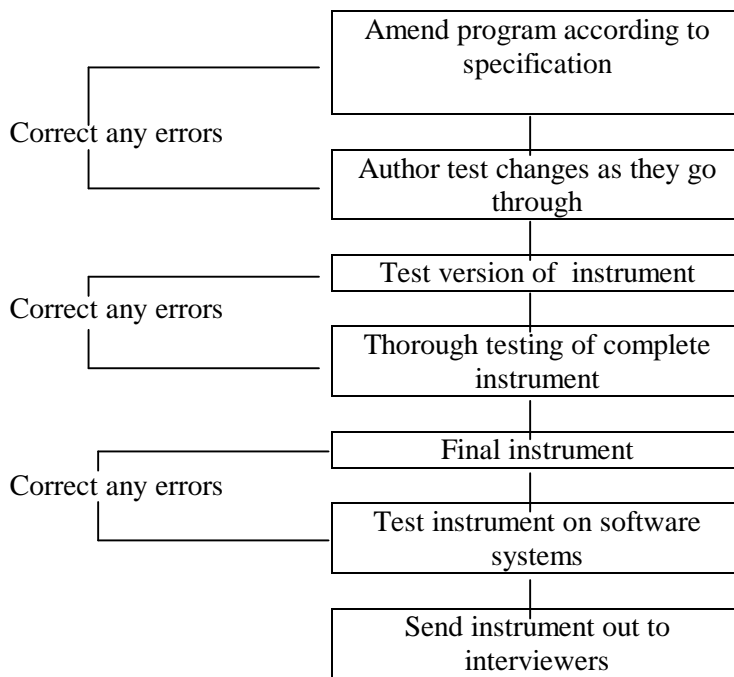 Amend program according to
specification
Correct any errors
Author test changes as they go
through
Test version of instrument
Correct any errors
Thorough testing of complete
instrument
Final instrument
Correct any errors
Test instrument on software
systems
Send instrument out to
interviewers